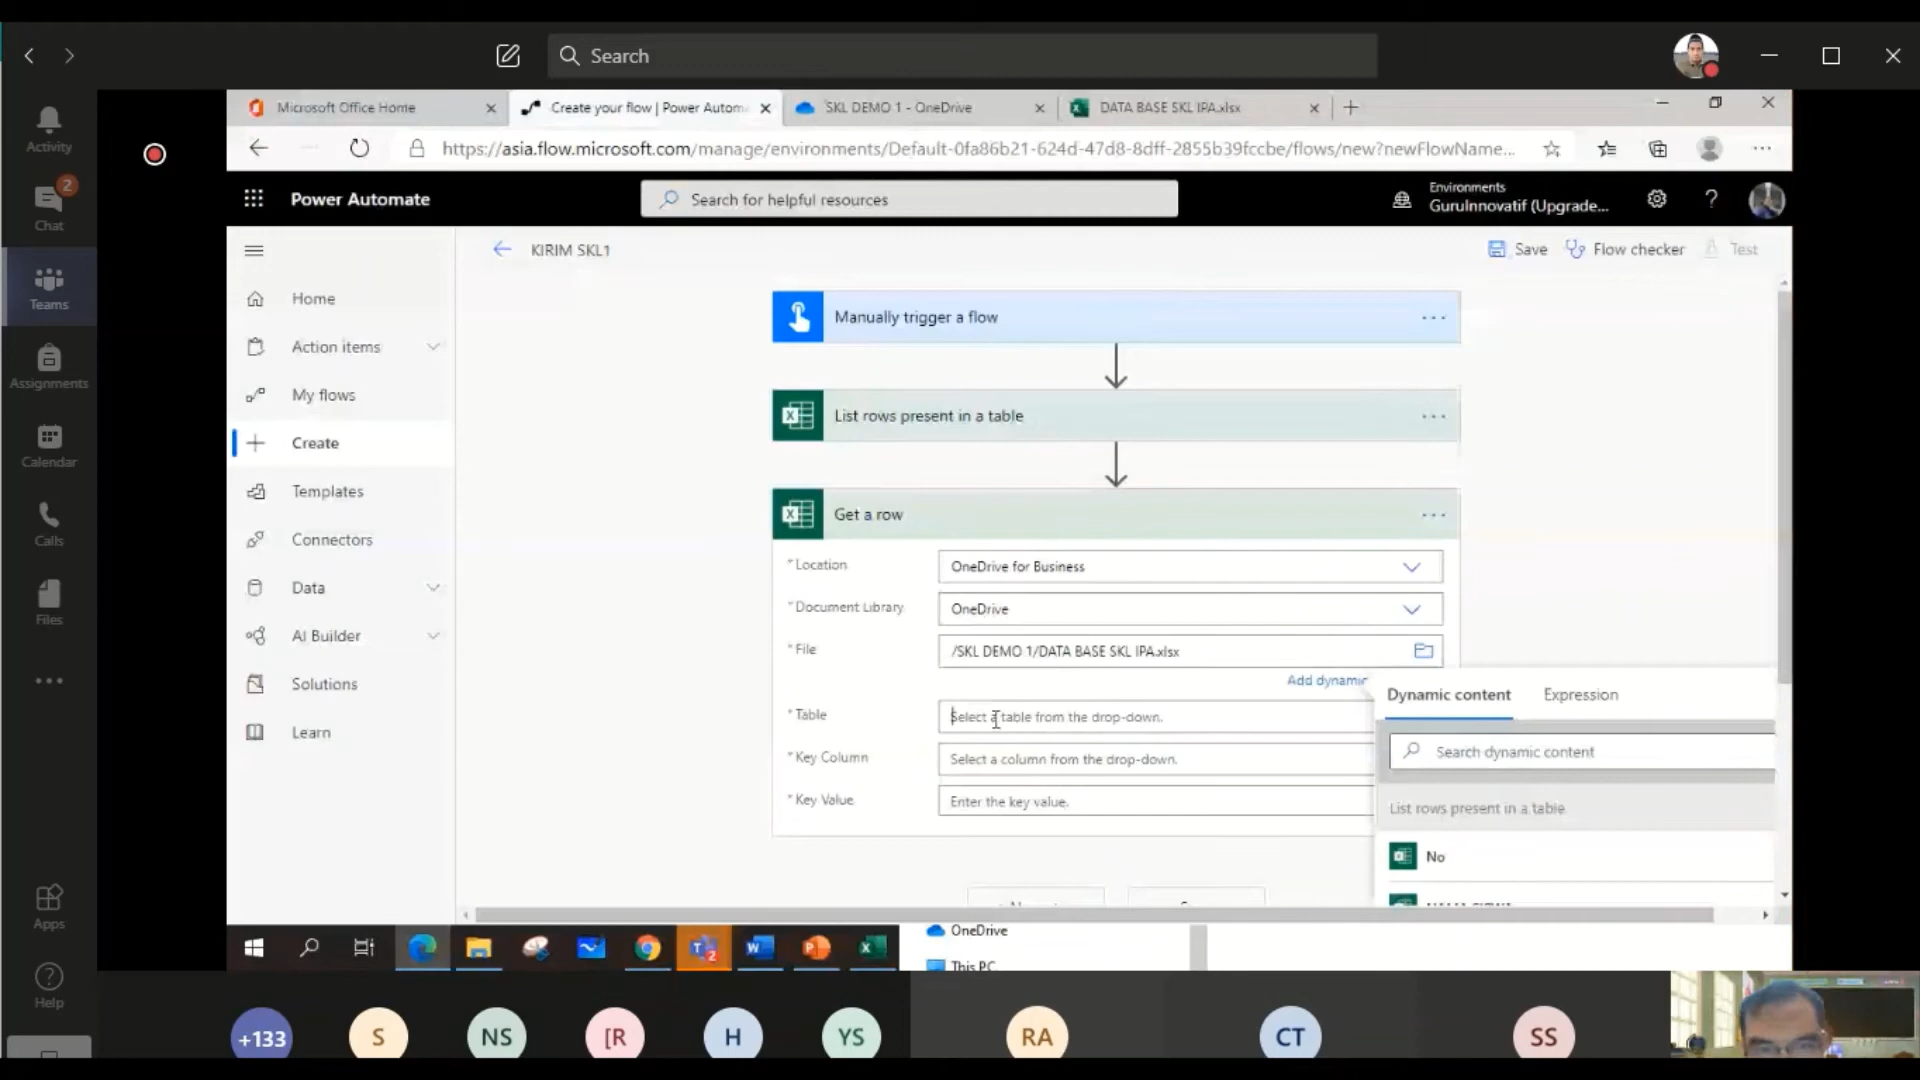 Search
Microsoft Office Home
Create your flow | Power Autom
SKL DEMO 1 - OneDrive
DATA BASE SKL IPA.xlsx
https://asia.flow.microsoft.com/manage/environments/Default-0fa86b21-624d-47d8-8dff-2855b39fccbe/flows/new?newFlowName...
Power Automate
Search for helpful resources
Environments
GuruInnovatif (Upgrade...
KIRIM SKL1
Save
Flow checker
Test
Activity
2
Chat
Teams
Assignments
Calendar
Calls
Files
Apps
Help
Home
Action items
My flows
Create
Templates
Connectors
Data
AI Builder
Solutions
Learn
Manually trigger a flow
List rows present in a table
Get a row
* Location
OneDrive for Business
* Document Library
OneDrive
* File
/SKL DEMO 1/DATA BASE SKL IPA.xlsx
Add dynamic
* Table
Select a table from the drop-down.
* Key Column
Select a column from the drop-down.
* Key Value
Enter the key value.
Dynamic content
Expression
Search dynamic content
List rows present in a table
No
OneDrive
This PC
+133
S
NS
[R
H
YS
RA
CT
SS